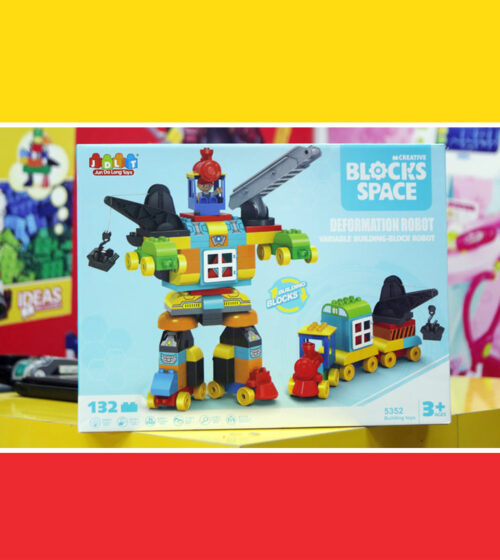 JDLT
Jun Da Long Toys
CREATIVE
BLOCKS
SPACE
DEFORMATION ROBOT
VARIABLE BUILDING-BLOCK ROBOT
BUILDING
BLOCKS
IDEAS
132
5352
Building toys
3+
AGES